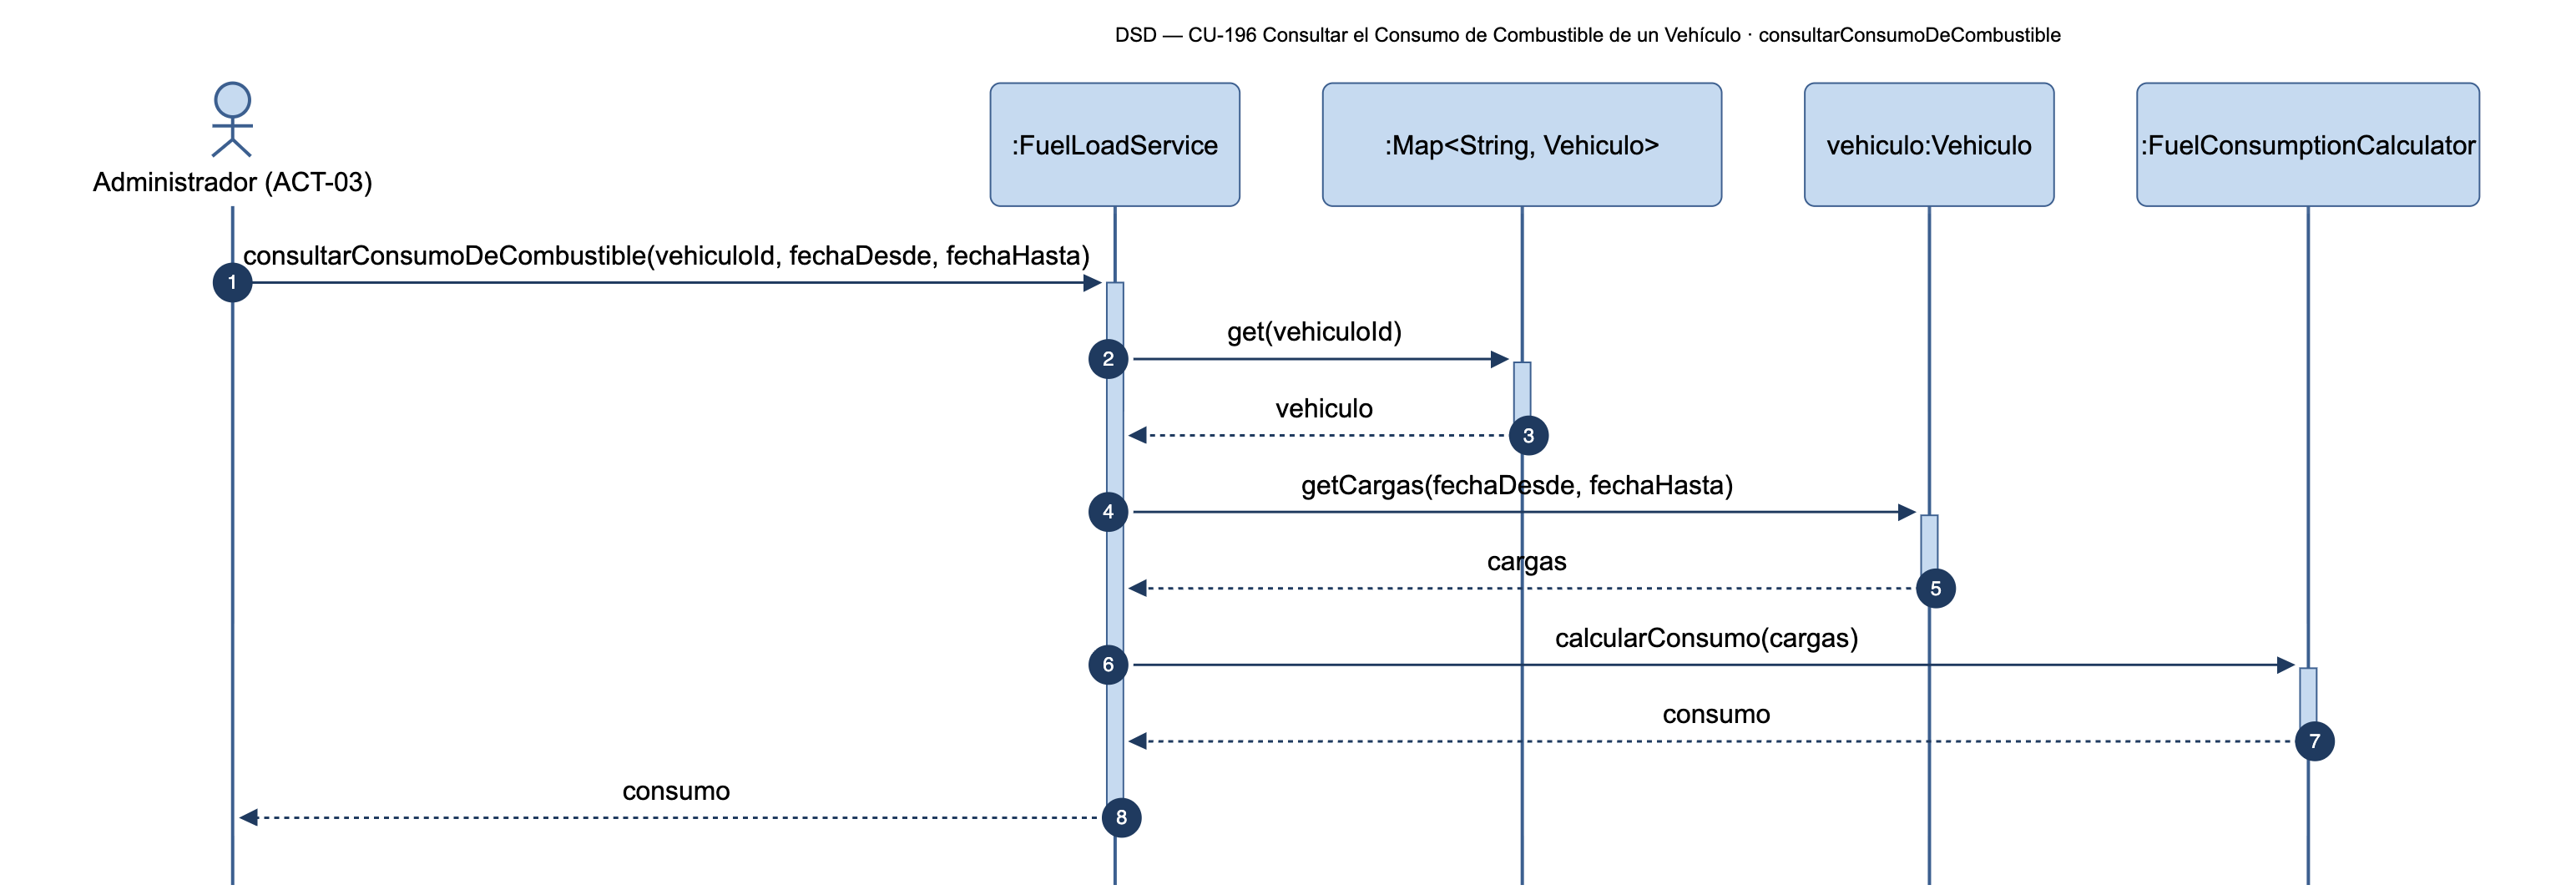 DSD — CU-196 Consultar el Consumo de Combustible de un Vehículo · consultarConsumoDeCombustible
Administrador (ACT-03)
:FuelLoadService
:Map<String, Vehiculo>
vehiculo:Vehiculo
:FuelConsumptionCalculator
consultarConsumoDeCombustible(vehiculoId, fechaDesde, fechaHasta)
1
get(vehiculoId)
2
vehiculo
3
getCargas(fechaDesde, fechaHasta)
4
cargas
5
calcularConsumo(cargas)
6
consumo
7
consumo
8